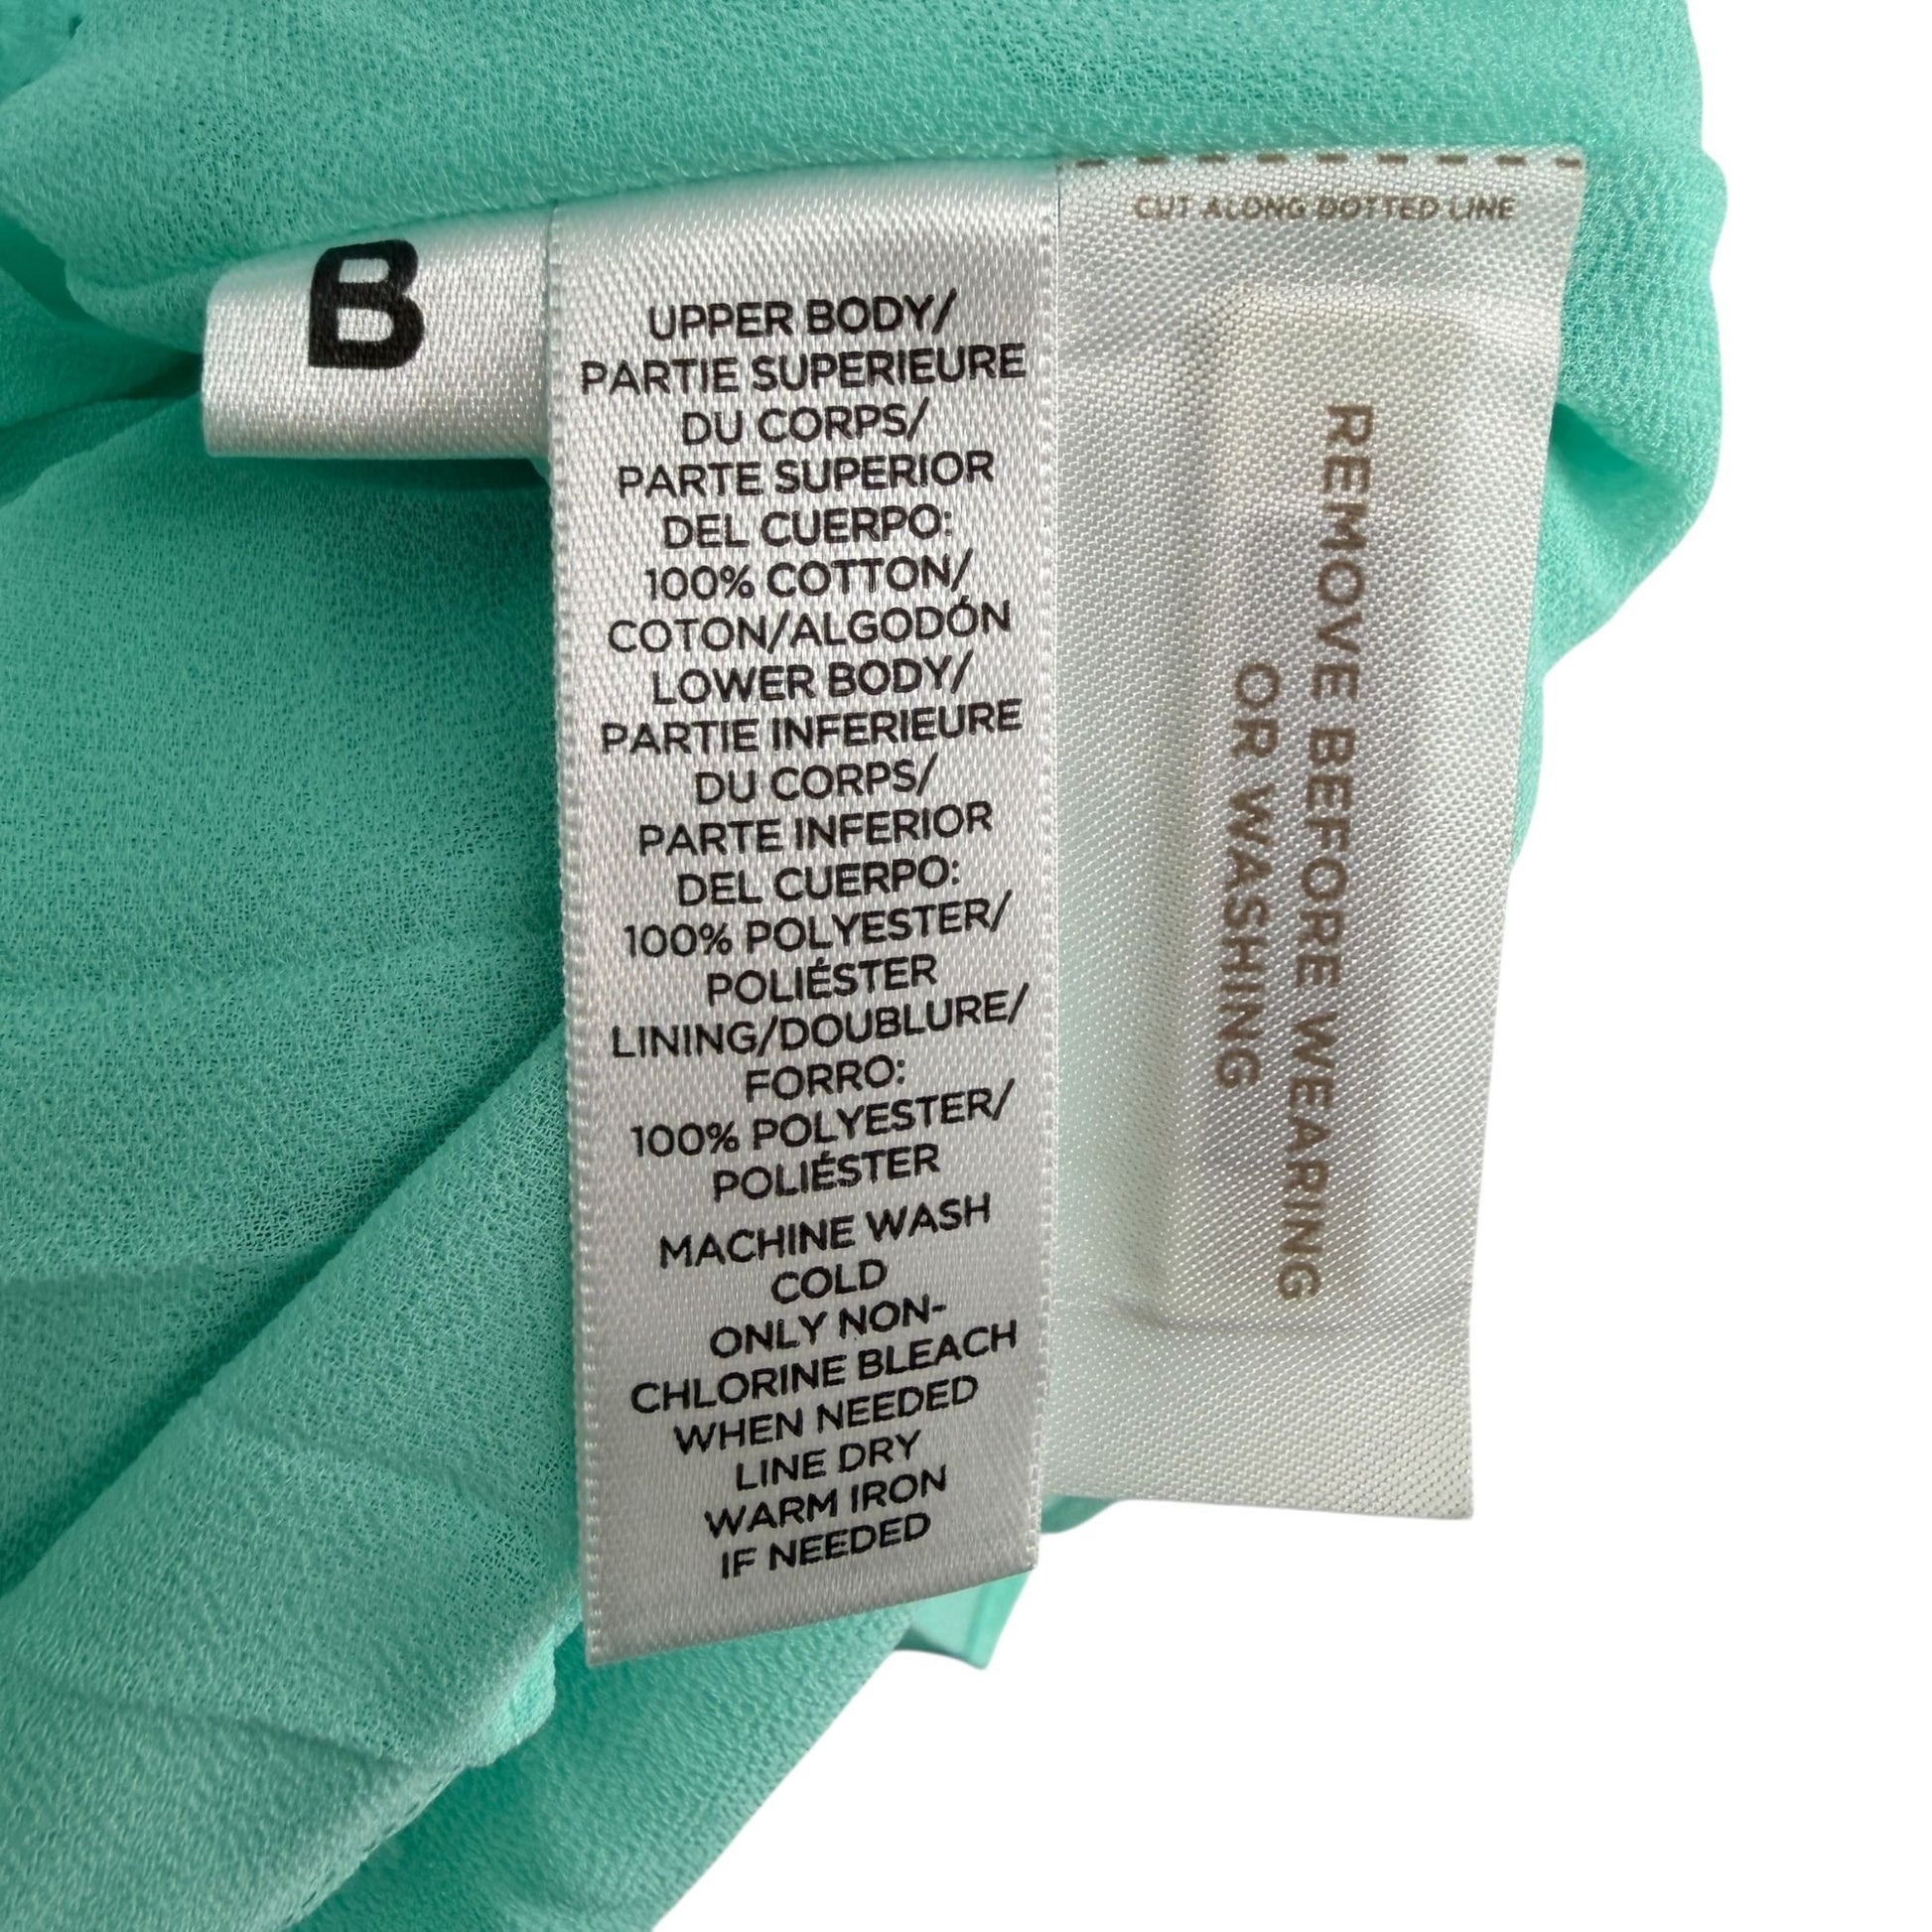 B
UPPER BODY/
PARTIE SUPERIEURE
DU CORPS/
PARTE SUPERIOR
DEL CUERPO:
100% COTTON/
COTON/ALGODÓN
LOWER BODY/
PARTIE INFERIEURE
DU CORPS/
PARTE INFERIOR
DEL CUERPO:
100% POLYESTER/
POLIÉSTER
LINING/DOUBLURE/
FORRO:
100% POLYESTER/
POLIÉSTER
MACHINE WASH
COLD
ONLY NON-
CHLORINE BLEACH
WHEN NEEDED
LINE DRY
WARM IRON
IF NEEDED
CUT ALONG DOTTED LINE
REMOVE BEFORE WEARING
OR WASHING